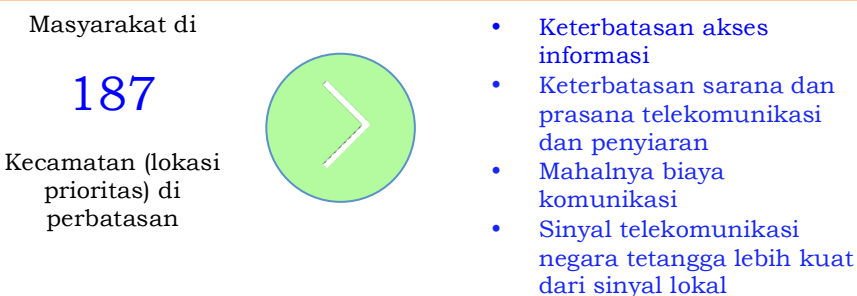 Masyarakat di
187
Kecamatan (lokasi
prioritas) di
perbatasan
• Keterbatasan akses
informasi
• Keterbatasan sarana dan
prasana telekomunikasi
dan penyiaran
• Mahalnya biaya
komunikasi
• Sinyal telekomunikasi
negara tetangga lebih kuat
dari sinyal lokal